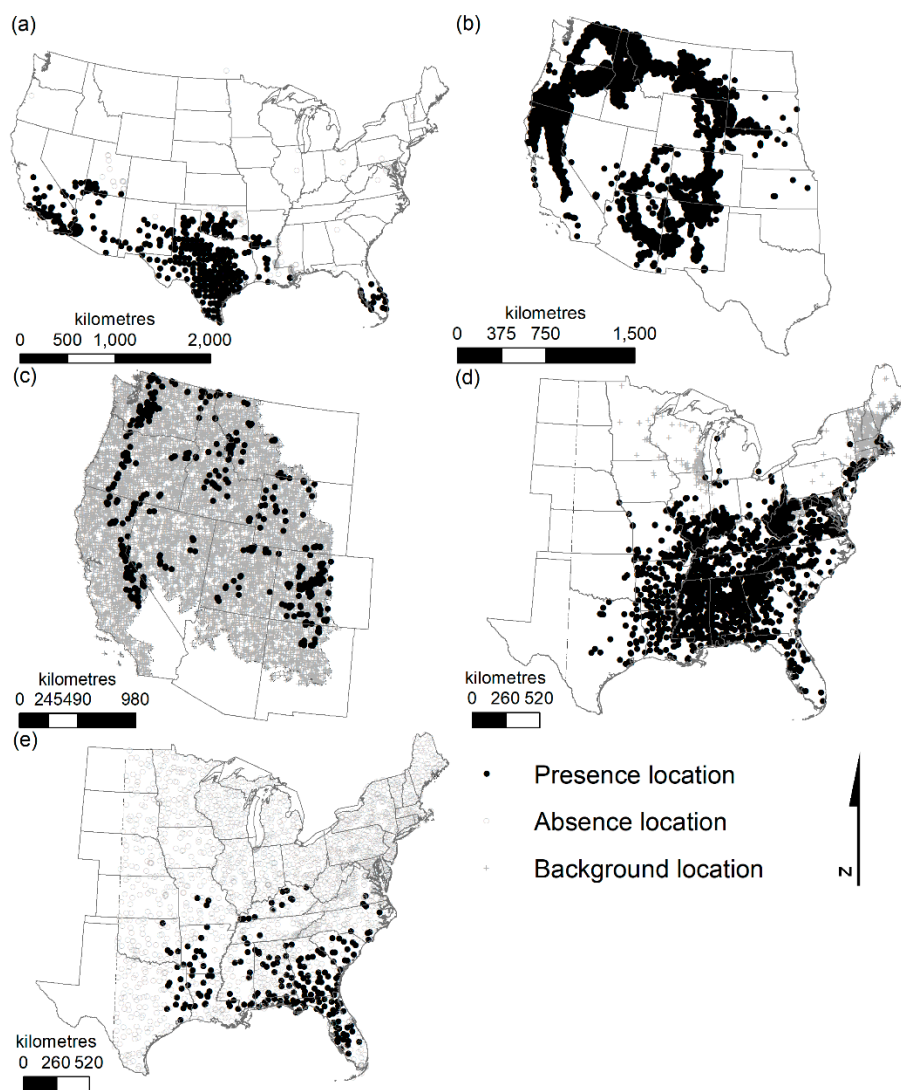 (a)
kilometres
0 500 1,000 2,000
(b)
kilometres
0 375 750 1,500
(c)
kilometres
0 245490 980
(d)
kilometres
0 260 520
(e)
kilometres
0 260 520
Presence location
Absence location
Background location
N